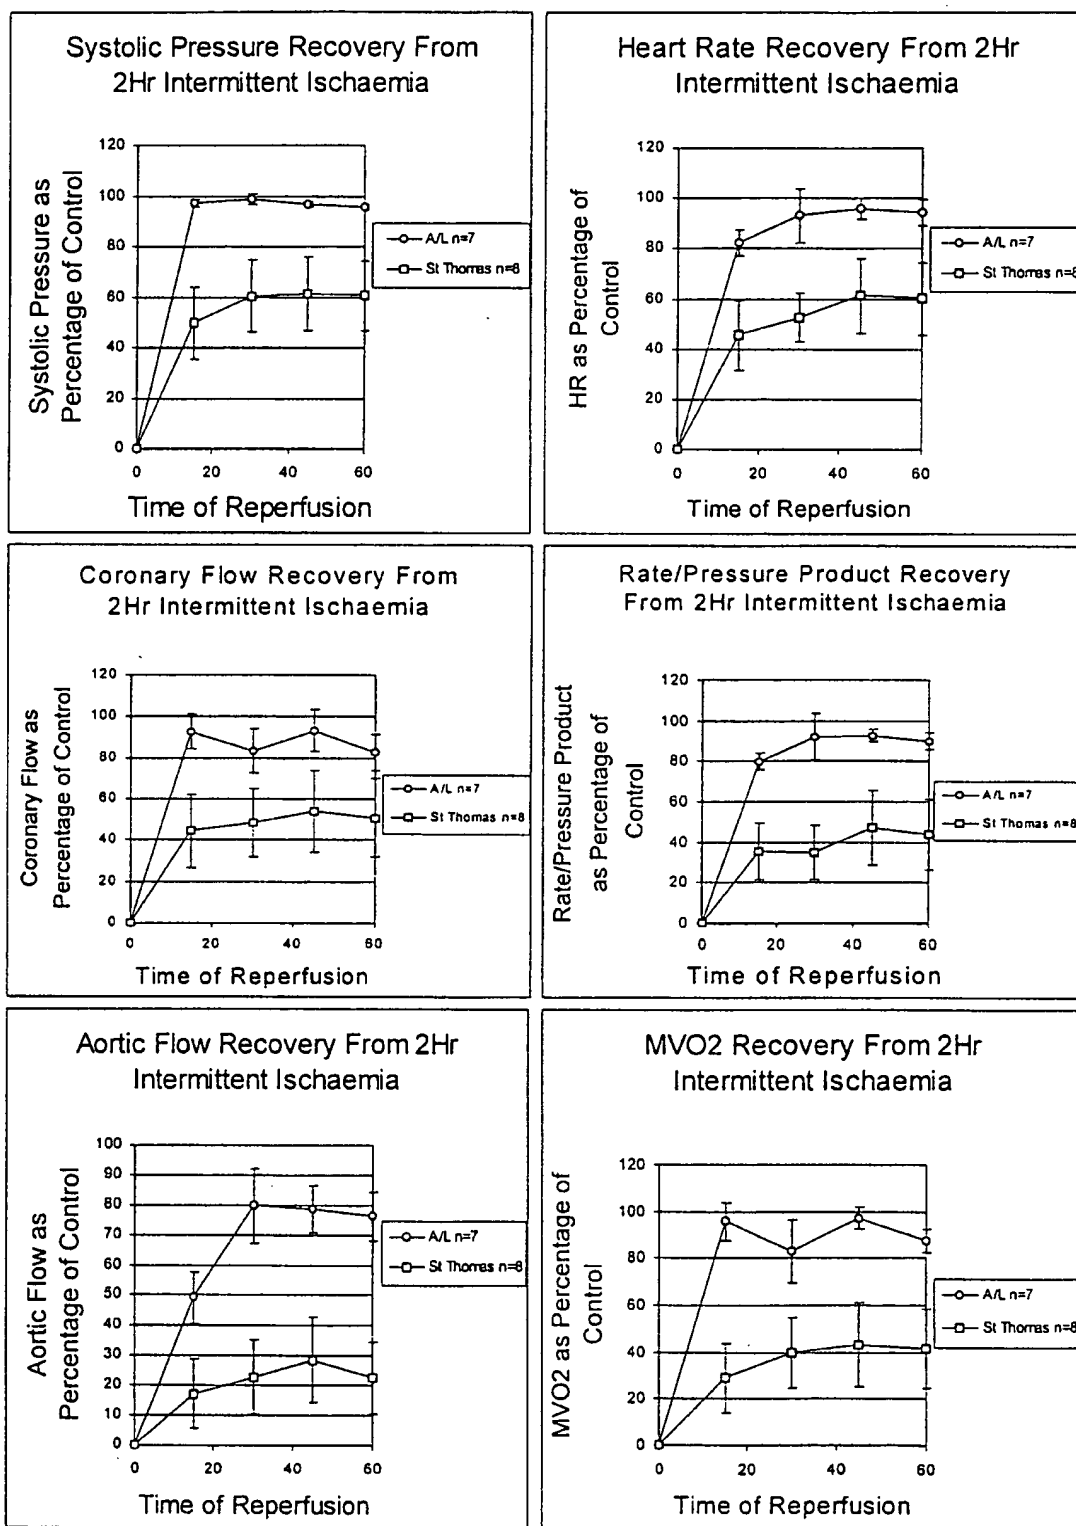 Systolic Pressure Recovery From
2Hr Intermittent Ischaemia
Systolic Pressure as
Percentage of Control
120
100
80
60
40
20
0
0 20 40 60
Time of Reperfusion
A/L n=7
St Thomas n=8
Heart Rate Recovery From 2Hr
Intermittent Ischaemia
HR as Percentage of
Control
120
100
80
60
40
20
0
0 20 40 60
Time of Reperfusion
A/L n=7
St Thomas n=8
Coronary Flow Recovery From
2Hr Intermittent Ischaemia
Coronary Flow as
Percentage of Control
120
100
80
60
40
20
0
0 20 40 60
Time of Reperfusion
A/L n=7
St Thomas n=8
Rate/Pressure Product Recovery
From 2Hr Intermittent Ischaemia
Rate/Pressure Product
as Percentage of
Control
120
100
80
60
40
20
0
0 20 40 60
Time of Reperfusion
A/L n=7
St Thomas n=8
Aortic Flow Recovery From 2Hr
Intermittent Ischaemia
Aortic Flow as
Percentage of Control
100
90
80
70
60
50
40
30
20
10
0
0 20 40 60
Time of Reperfusion
A/L n=7
St Thomas n=8
MVO2 Recovery From 2Hr
Intermittent Ischaemia
MVO2 as Percentage of
Control
120
100
80
60
40
20
0
0 20 40 60
Time of Reperfusion
A/L n=7
St Thomas n=8